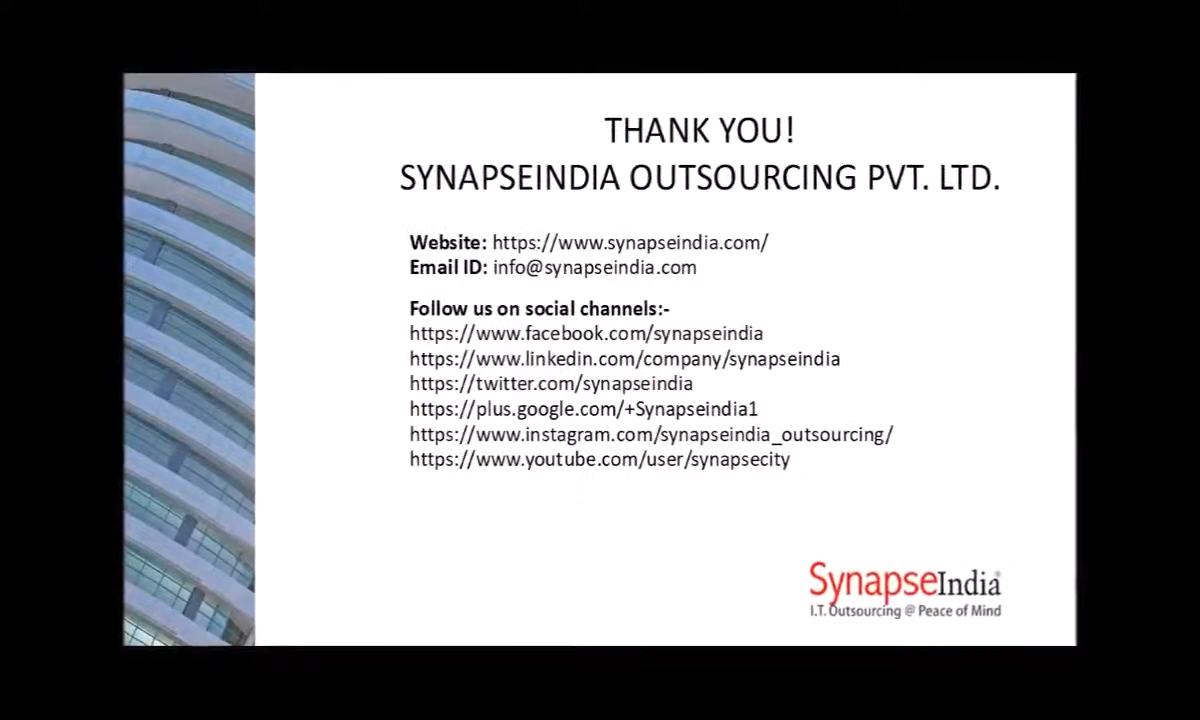 THANK YOU!
SYNAPSEINDIA OUTSOURCING PVT. LTD.
Website: https://www.synapseindia.com/
Email ID: info@synapseindia.com
Follow us on social channels:-
https://www.facebook.com/synapseindia
https://www.linkedin.com/company/synapseindia
https://twitter.com/synapseindia
https://plus.google.com/+Synapseindia1
https://www.instagram.com/synapseindia_outsourcing/
https://www.youtube.com/user/synapsecity
SynapseIndia®
I.T. Outsourcing @ Peace of Mind